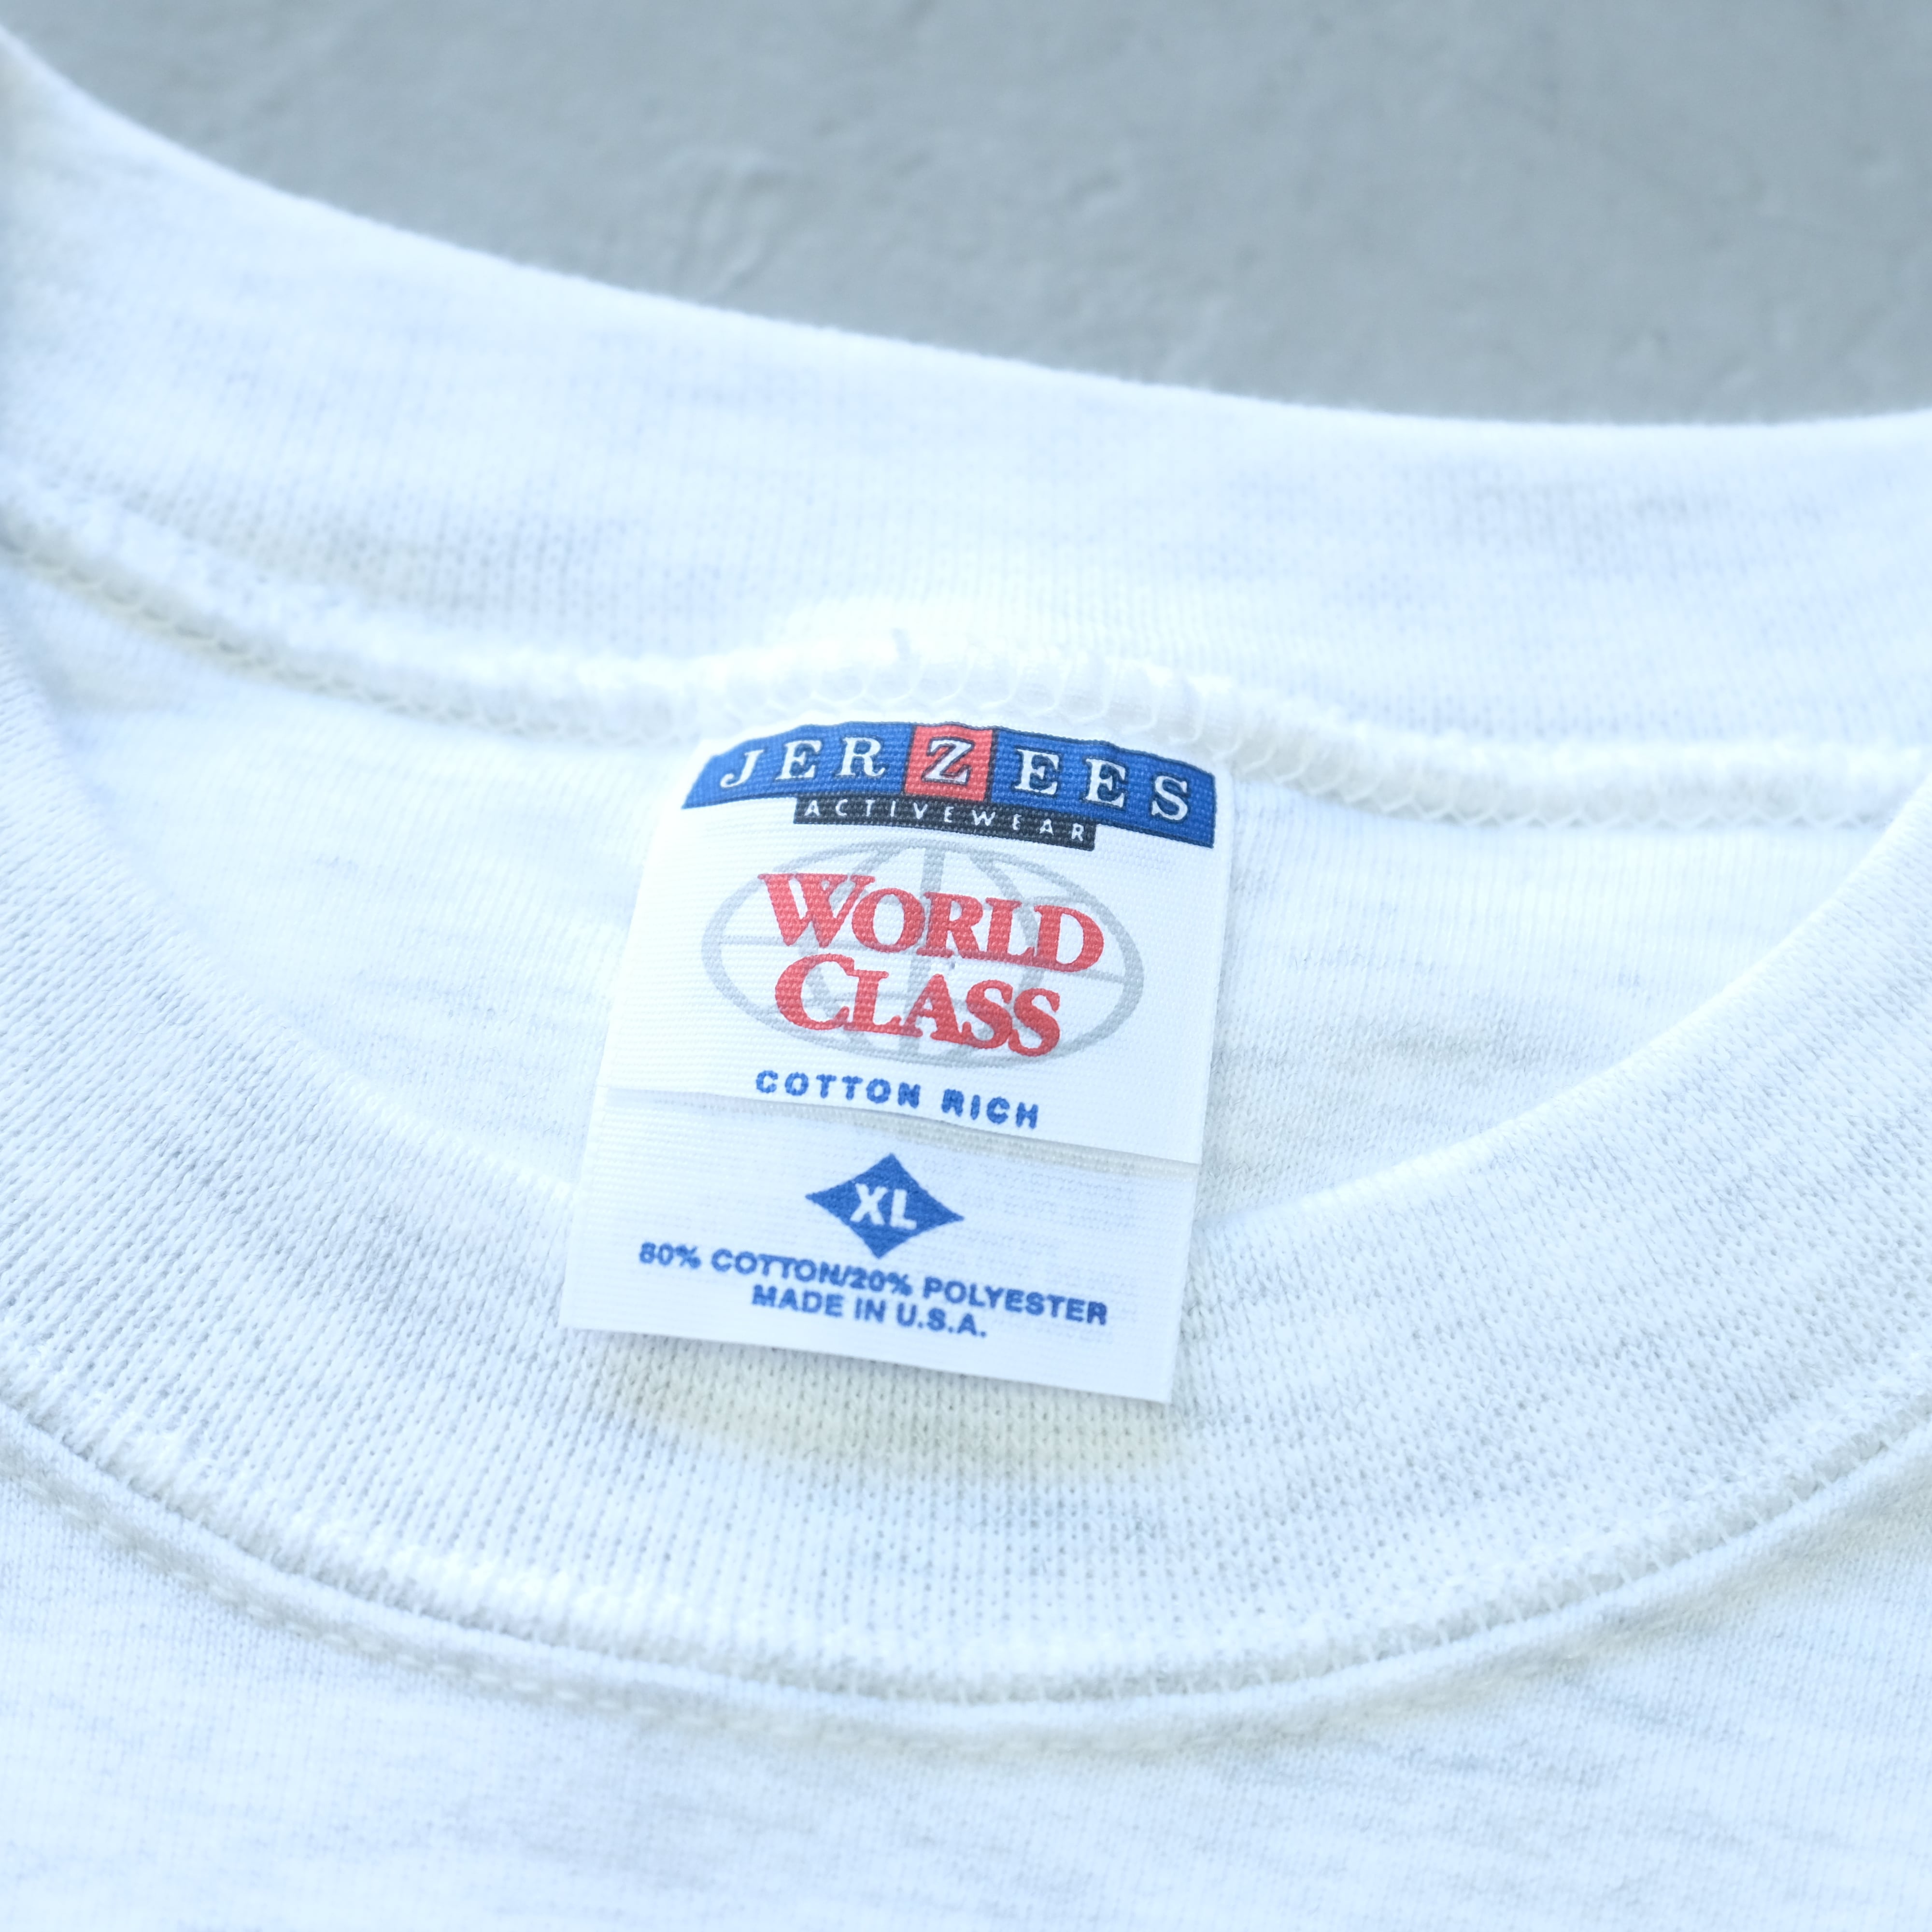 JERZEES
ACTIVEWEAR
WORLD
CLASS
COTTON RICH
XL
80% COTTON/20% POLYESTER
MADE IN U.S.A.